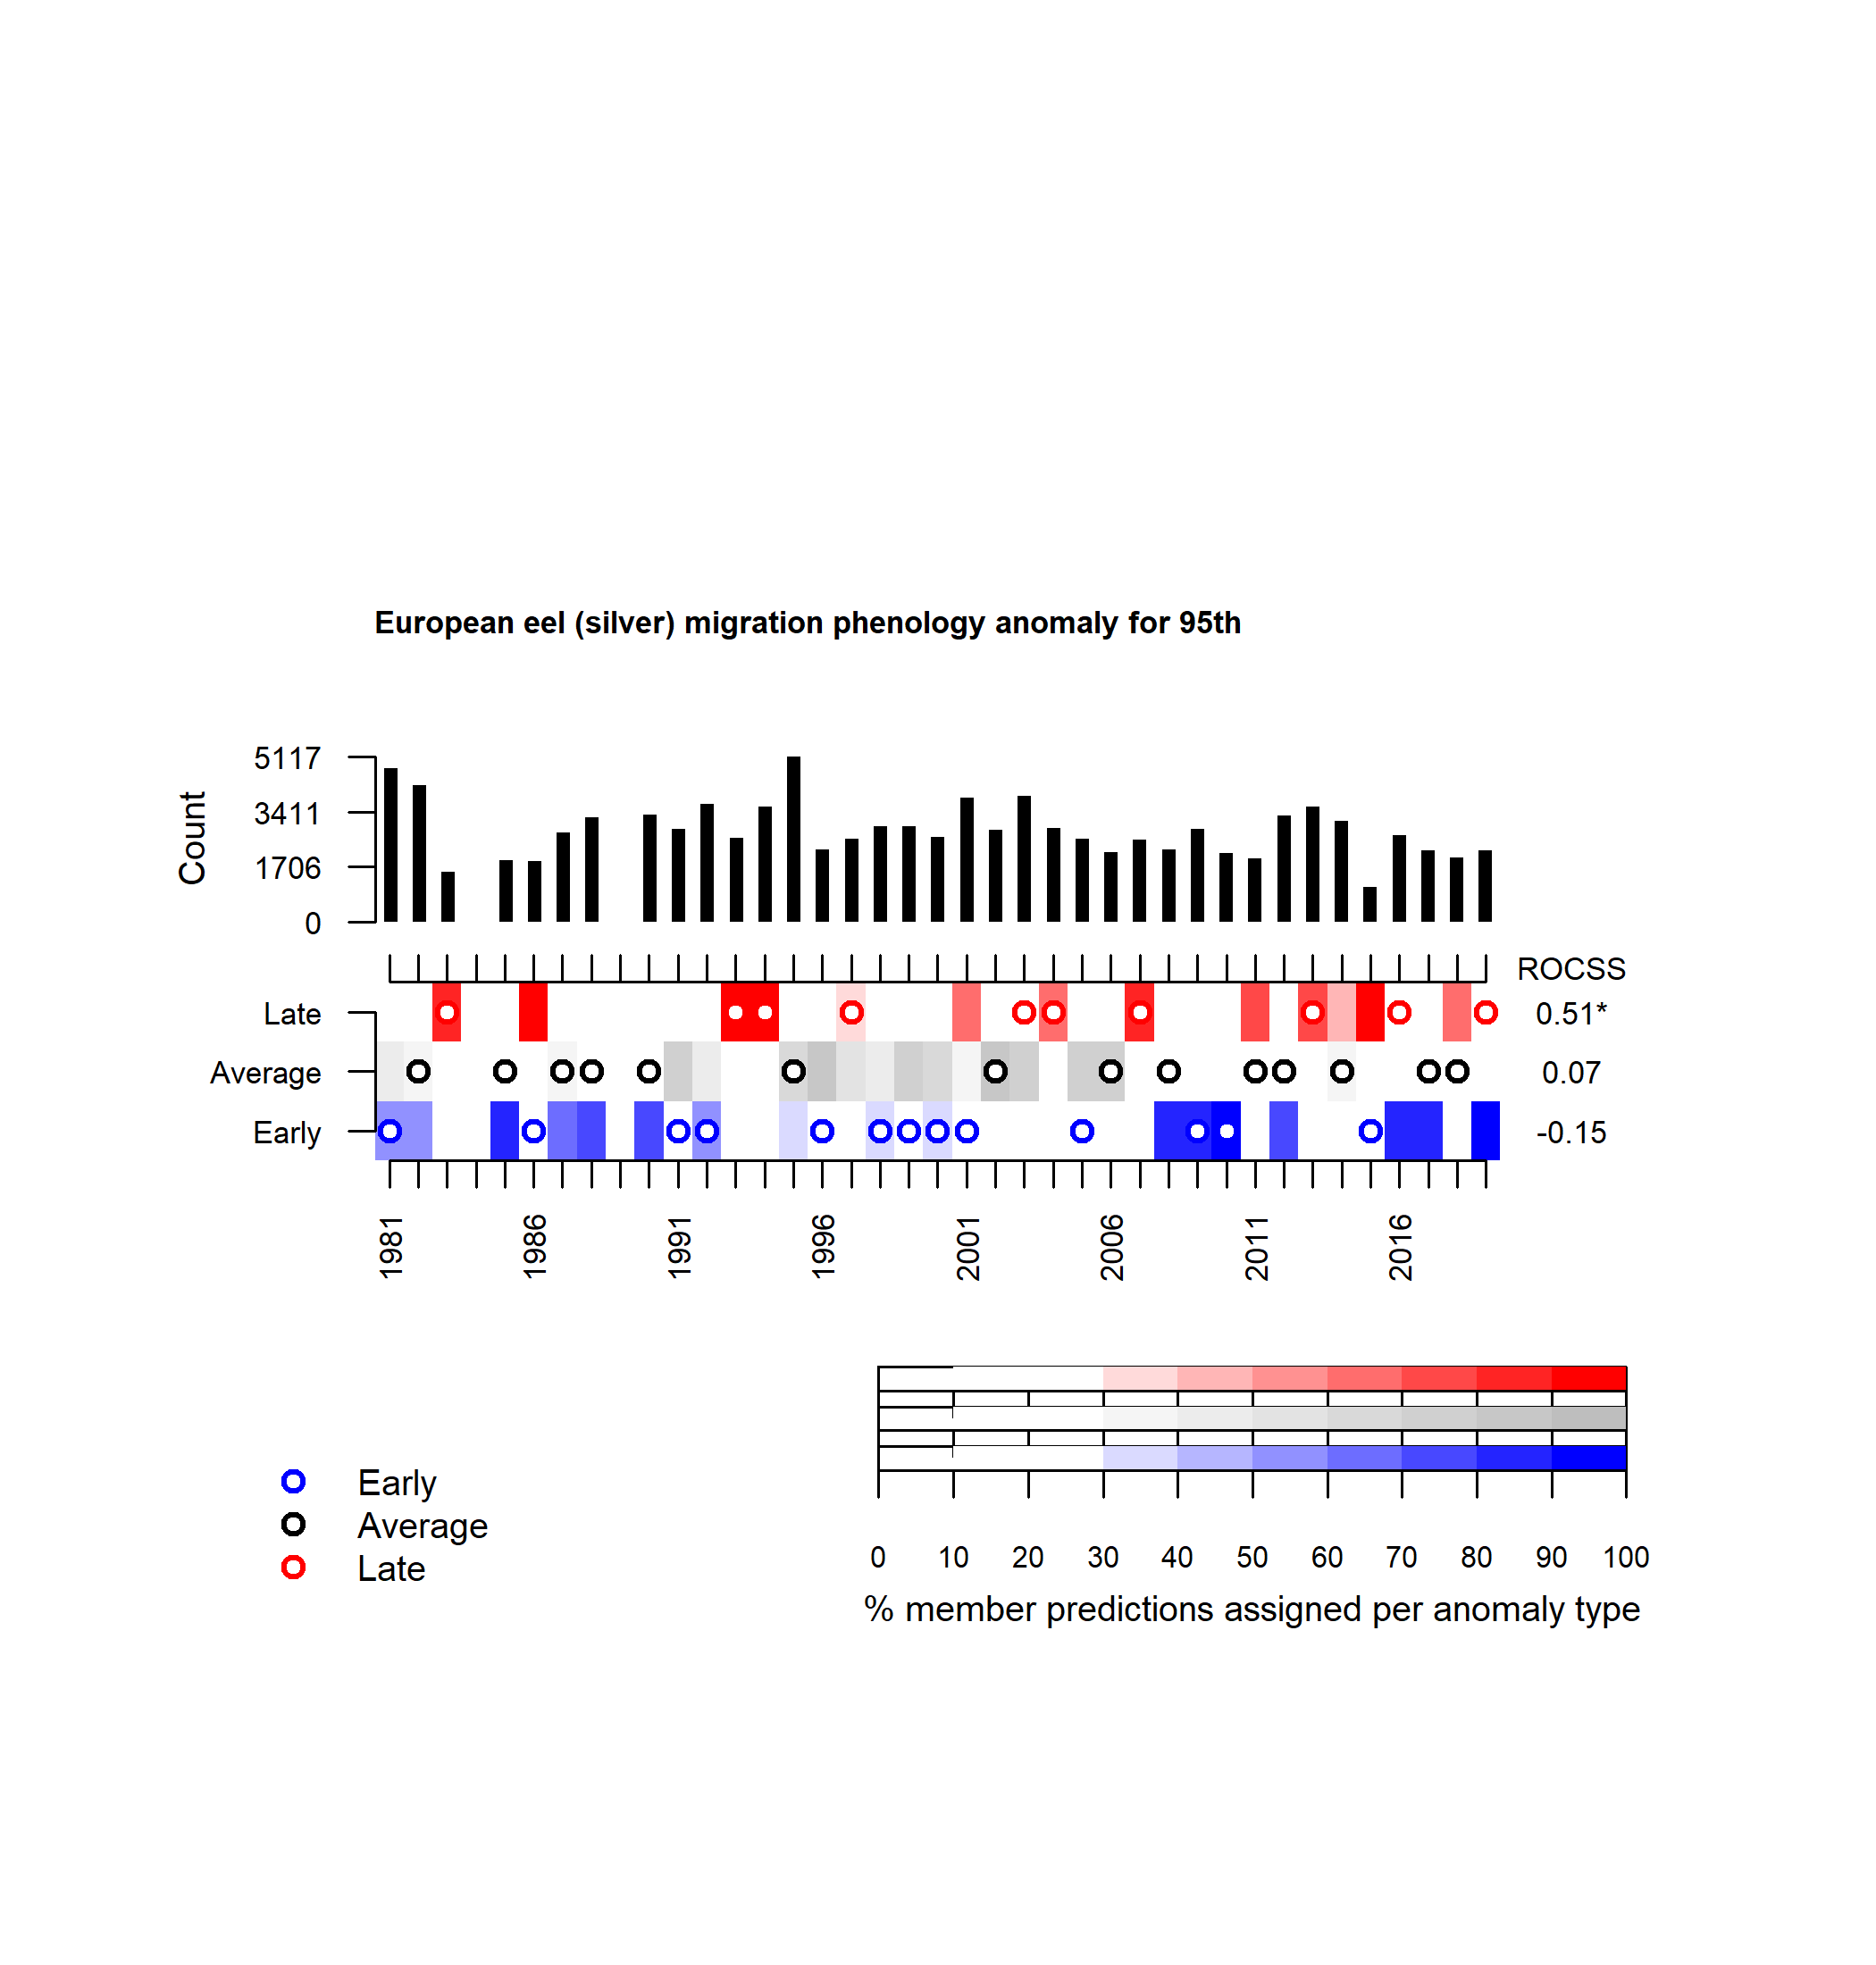 European eel (silver) migration phenology anomaly for 95th
Count
5117
3411
1706
0
ROCSS
Late 0.51*
Average 0.07
Early -0.15
1981 1986 1991 1996 2001 2006 2011 2016
Early
Average
Late
0 10 20 30 40 50 60 70 80 90 100
% member predictions assigned per anomaly type